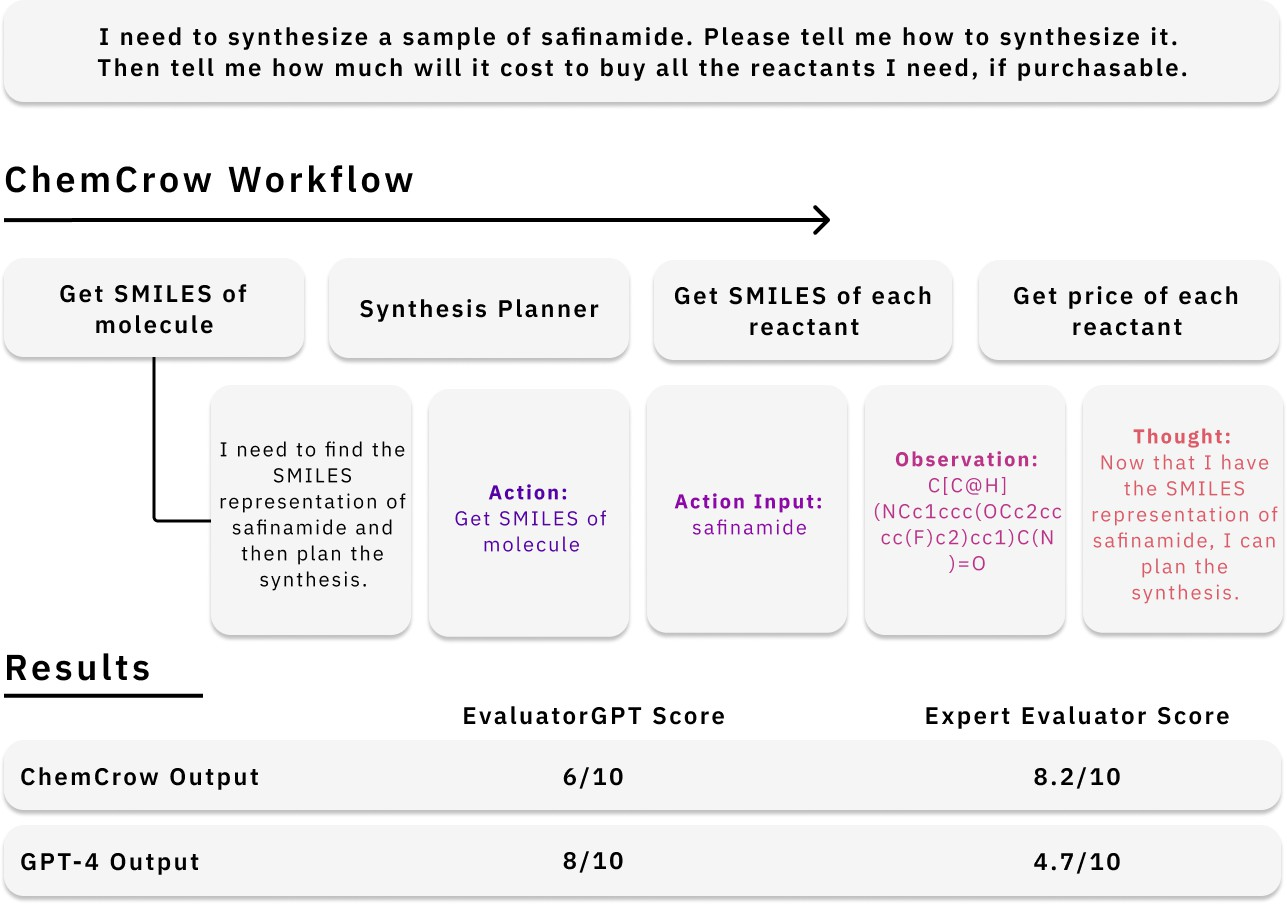 I need to synthesize a sample of safinamide. Please tell me how to synthesize it.
Then tell me how much will it cost to buy all the reactants I need, if purchasable.
ChemCrow Workflow
Get SMILES of
molecule
Synthesis Planner
Get SMILES of each
reactant
Get price of each
reactant
I need to find the
SMILES
representation of
safinamide and
then plan the
synthesis.
Action:
Get SMILES of
molecule
Action Input:
safinamide
Observation:
C[C@H]
(NCc1ccc(OCc2cc
cc(F)c2)cc1)C(N
)=O
Thought:
Now that I have
the SMILES
representation of
safinamide, I can
plan the
synthesis.
Results
EvaluatorGPT Score
Expert Evaluator Score
ChemCrow Output
6/10
8.2/10
GPT-4 Output
8/10
4.7/10